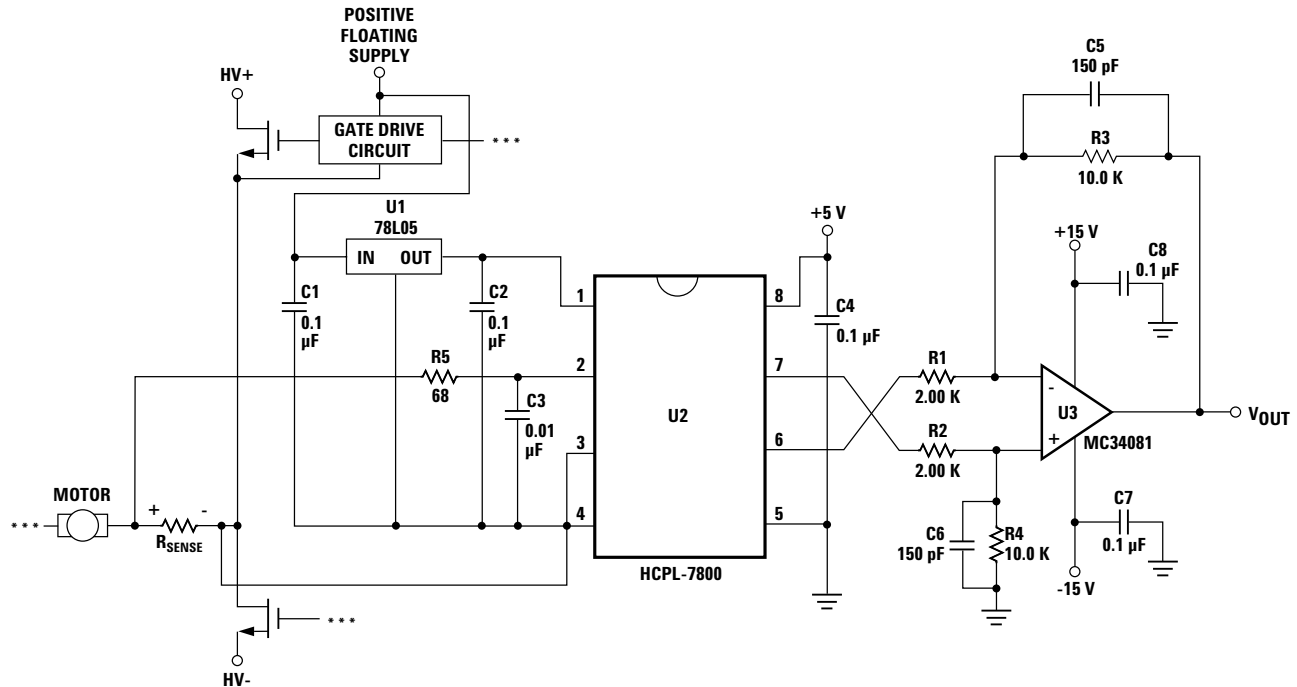 POSITIVE
FLOATING
SUPPLY
HV+
GATE DRIVE
CIRCUIT
***
U1
78L05
IN OUT
C1
0.1
µF
C2
0.1
µF
R5
68
C3
0.01
µF
MOTOR
***
+ -
RSENSE
***
HV-
1
2
3
4
U2
8
7
6
5
HCPL-7800
+5 V
C4
0.1 µF
R1
2.00 K
R2
2.00 K
C5
150 pF
R3
10.0 K
+15 V
C8
0.1 µF
-
U3
+
MC34081
VOUT
C6
150 pF
R4
10.0 K
C7
0.1 µF
-15 V